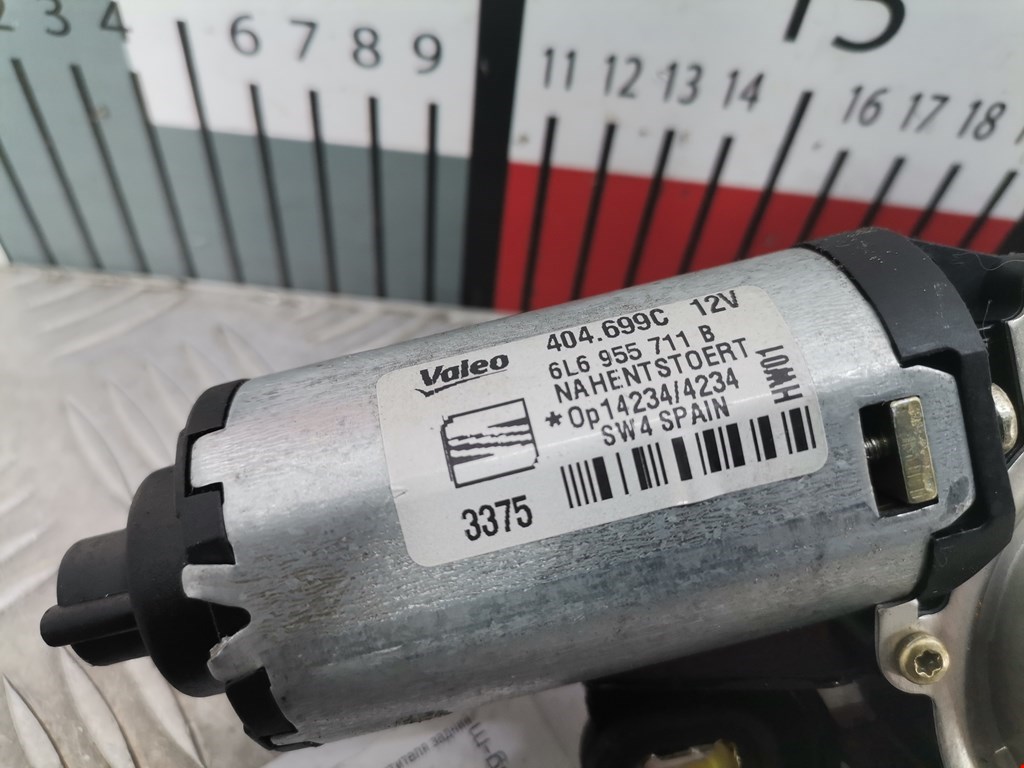 2 3 4 6 7 8 9 11 12 13 14 15 16 17 18
Valeo
404.699C 12V
6L6 955 711 B
NAHENTSTOERT
*Op14234/4234
SW4 SPAIN
HW01
3375